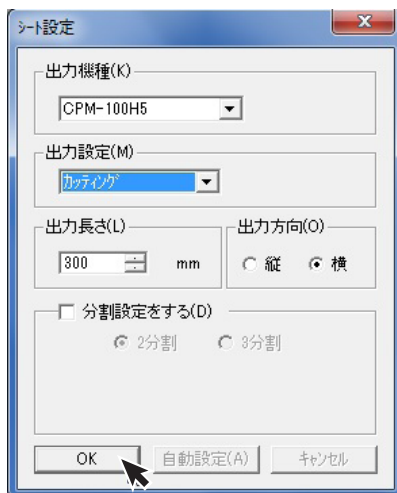 ｼｰﾄ設定
出力機種(K)
CPM-100H5
出力設定(M)
ｶｯﾃｨﾝｸﾞ
出力長さ(L)
300 mm
出力方向(O)
縦 横
分割設定をする(D)
2分割 3分割
OK 自動設定(A) ｷｬﾝｾﾙ